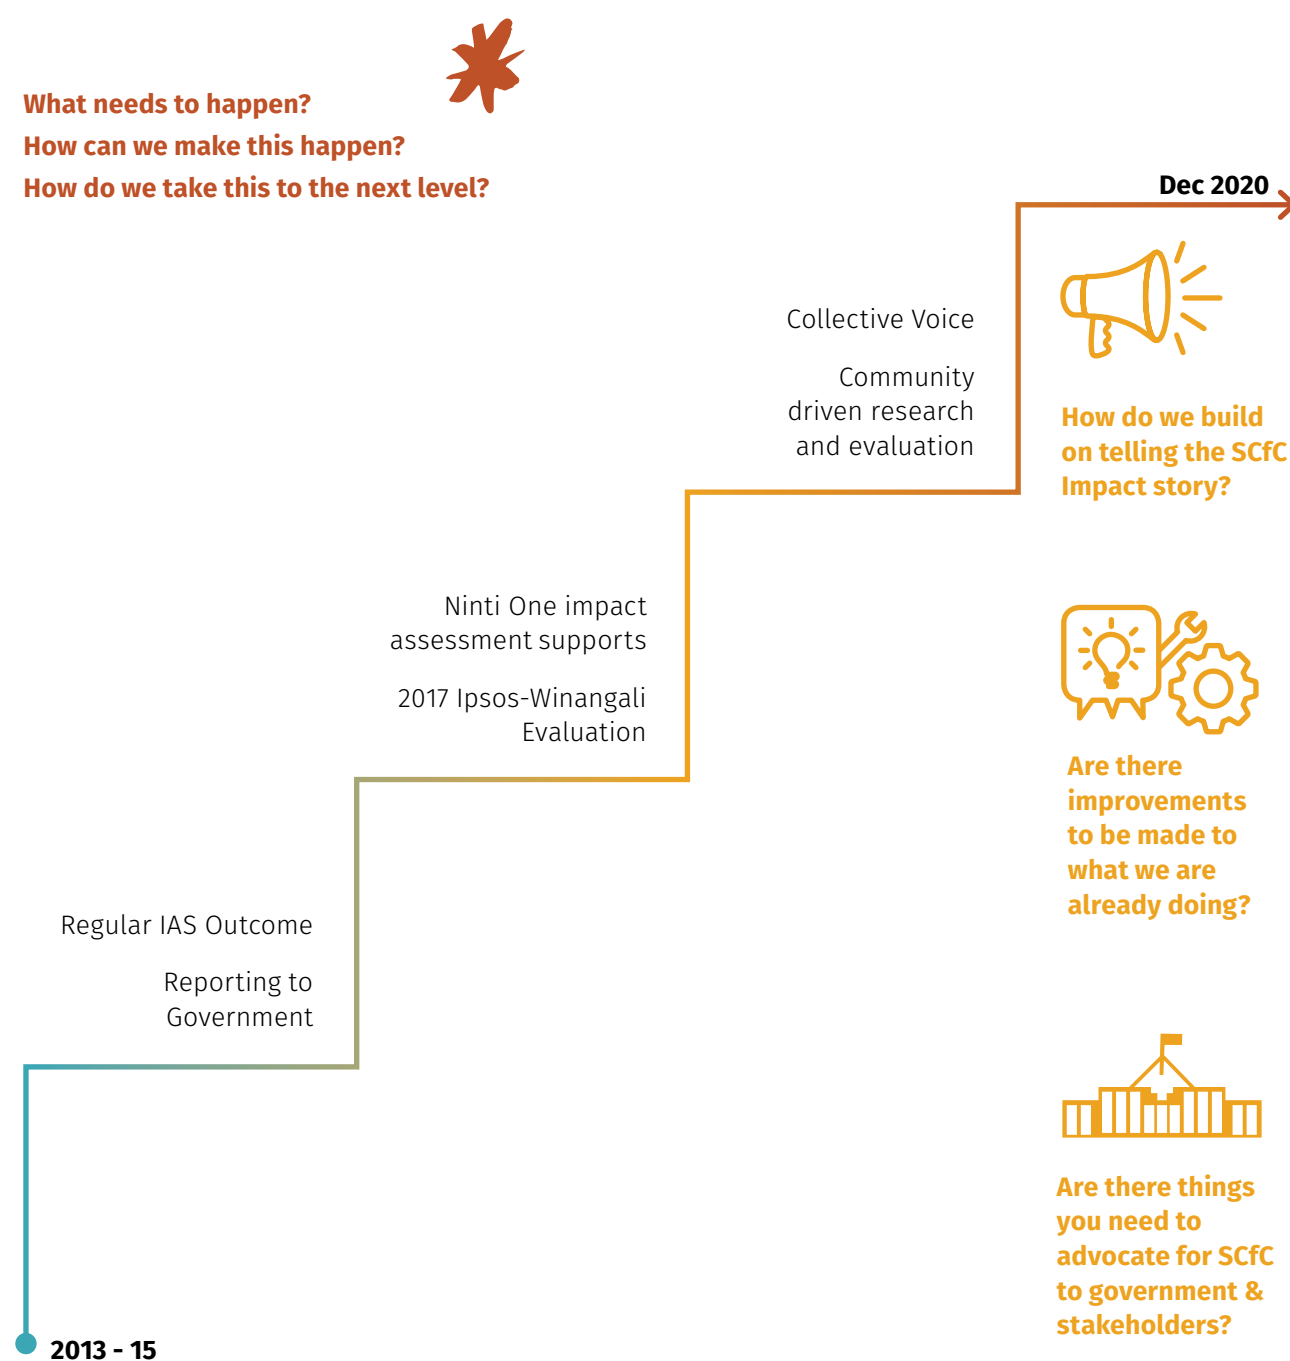 What needs to happen?
How can we make this happen?
How do we take this to the next level?
Dec 2020
Collective Voice
Community
driven research
and evaluation
How do we build
on telling the SCfC
Impact story?
Ninti One impact
assessment supports
2017 Ipsos-Winangali
Evaluation
Are there
improvements
to be made to
what we are
already doing?
Regular IAS Outcome
Reporting to
Government
Are there things
you need to
advocate for SCfC
to government &
stakeholders?
2013 - 15